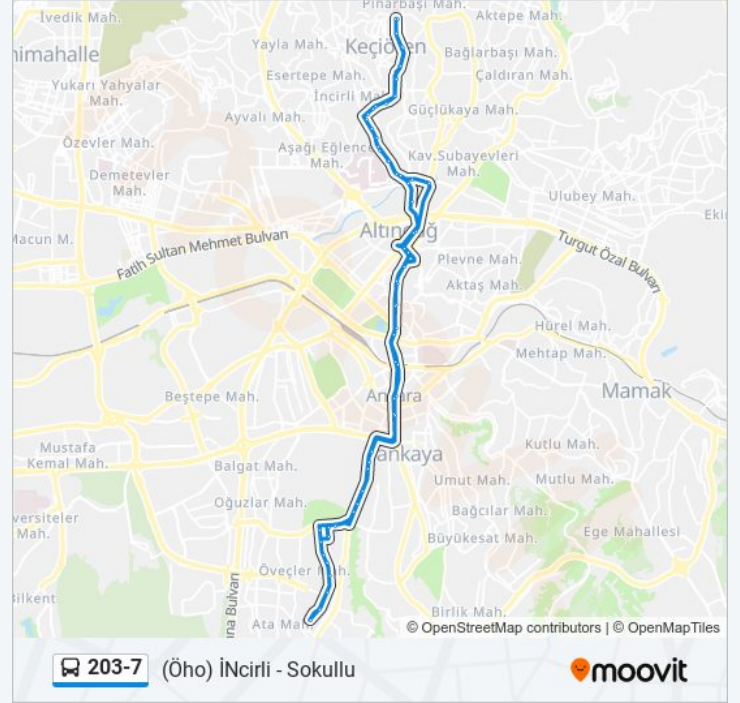 Pınarbaşı Mah.
İvedik Mah.
Aktepe Mah.
Yayla Mah.
Keçiören
Bağlarbaşı Mah.
nimahalle
Esertepe Mah.
Çaldıran Mah.
Yukarı Yahyalar
Mah.
İncirli M
Güçlükaya Mah.
Ayvalı Mah.
Özevler Mah.
Aşağı Eğlence
Mah.
Kav.Subayevleri
Mah.
Demetevler
Mah.
Ulubey Mah.
Eki
Macun M.
Fatih Sultan Mehmet Bulvarı
Altındağ
Turgut Özal Bulvarı
Plevne Mah.
Aktaş Mah.
Hürel Mah.
Mehtap Mah.
Beştepe Mah.
Ankara
Mamak
Mustafa
Kemal Mah.
Balgat Mah.
ankaya
Kutlu Mah.
Umut Mah.
Mutlu Mah.
Oğuzlar Mah.
Bağcılar Mah.
versiteler
Mah.
Büyükesat Mah.
Ege Mahallesi
Öveçler Mah.
Bilkent
na Bulvarı
Ata Mah.
Birlik Mah.
© OpenStreetMap contributors | © OpenMapTiles
203-7 (Öho) İNcirli - Sokullu
moovit